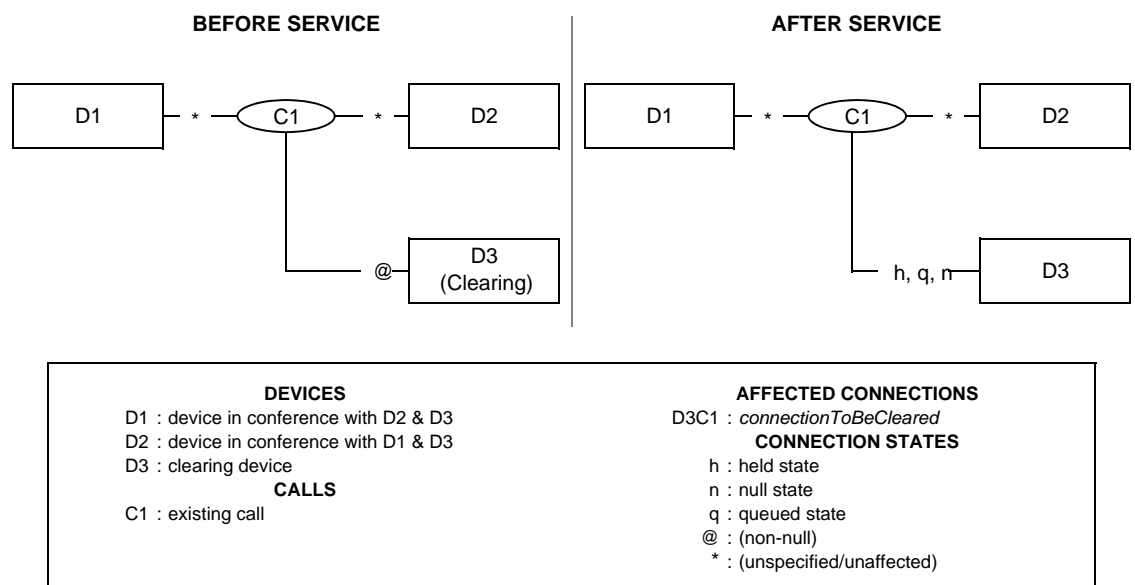 BEFORE SERVICE
AFTER SERVICE
D1 * C1 * D2
D1 * C1 * D2
@ D3
(Clearing)
h, q, n D3
DEVICES
D1 : device in conference with D2 & D3
D2 : device in conference with D1 & D3
D3 : clearing device
CALLS
C1 : existing call
AFFECTED CONNECTIONS
D3C1 : connectionToBeCleared
CONNECTION STATES
h : held state
n : null state
q : queued state
@ : (non-null)
* : (unspecified/unaffected)